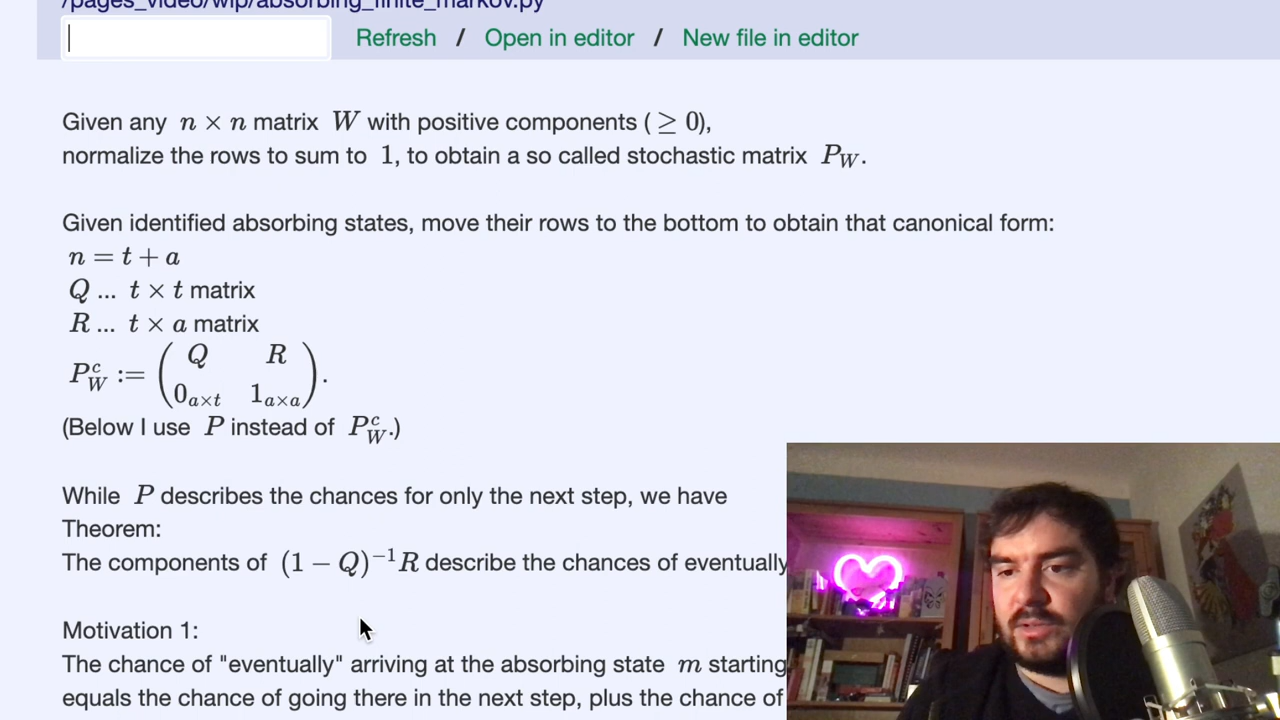 /pages_video/wip/absorbing_finite_markov.py
Refresh / Open in editor / New file in editor
Given any n × n matrix W with positive components ( ≥ 0),
normalize the rows to sum to 1, to obtain a so called stochastic matrix P_W.
Given identified absorbing states, move their rows to the bottom to obtain that canonical form:
n = t + a
Q ... t × t matrix
R ... t × a matrix
P^c_W := ( Q R
0_{a×t} 1_{a×a} ).
(Below I use P instead of P^c_W.)
While P describes the chances for only the next step, we have
Theorem:
The components of (1 − Q)^{−1}R describe the chances of eventually
Motivation 1:
The chance of "eventually" arriving at the absorbing state m starting
equals the chance of going there in the next step, plus the chance of